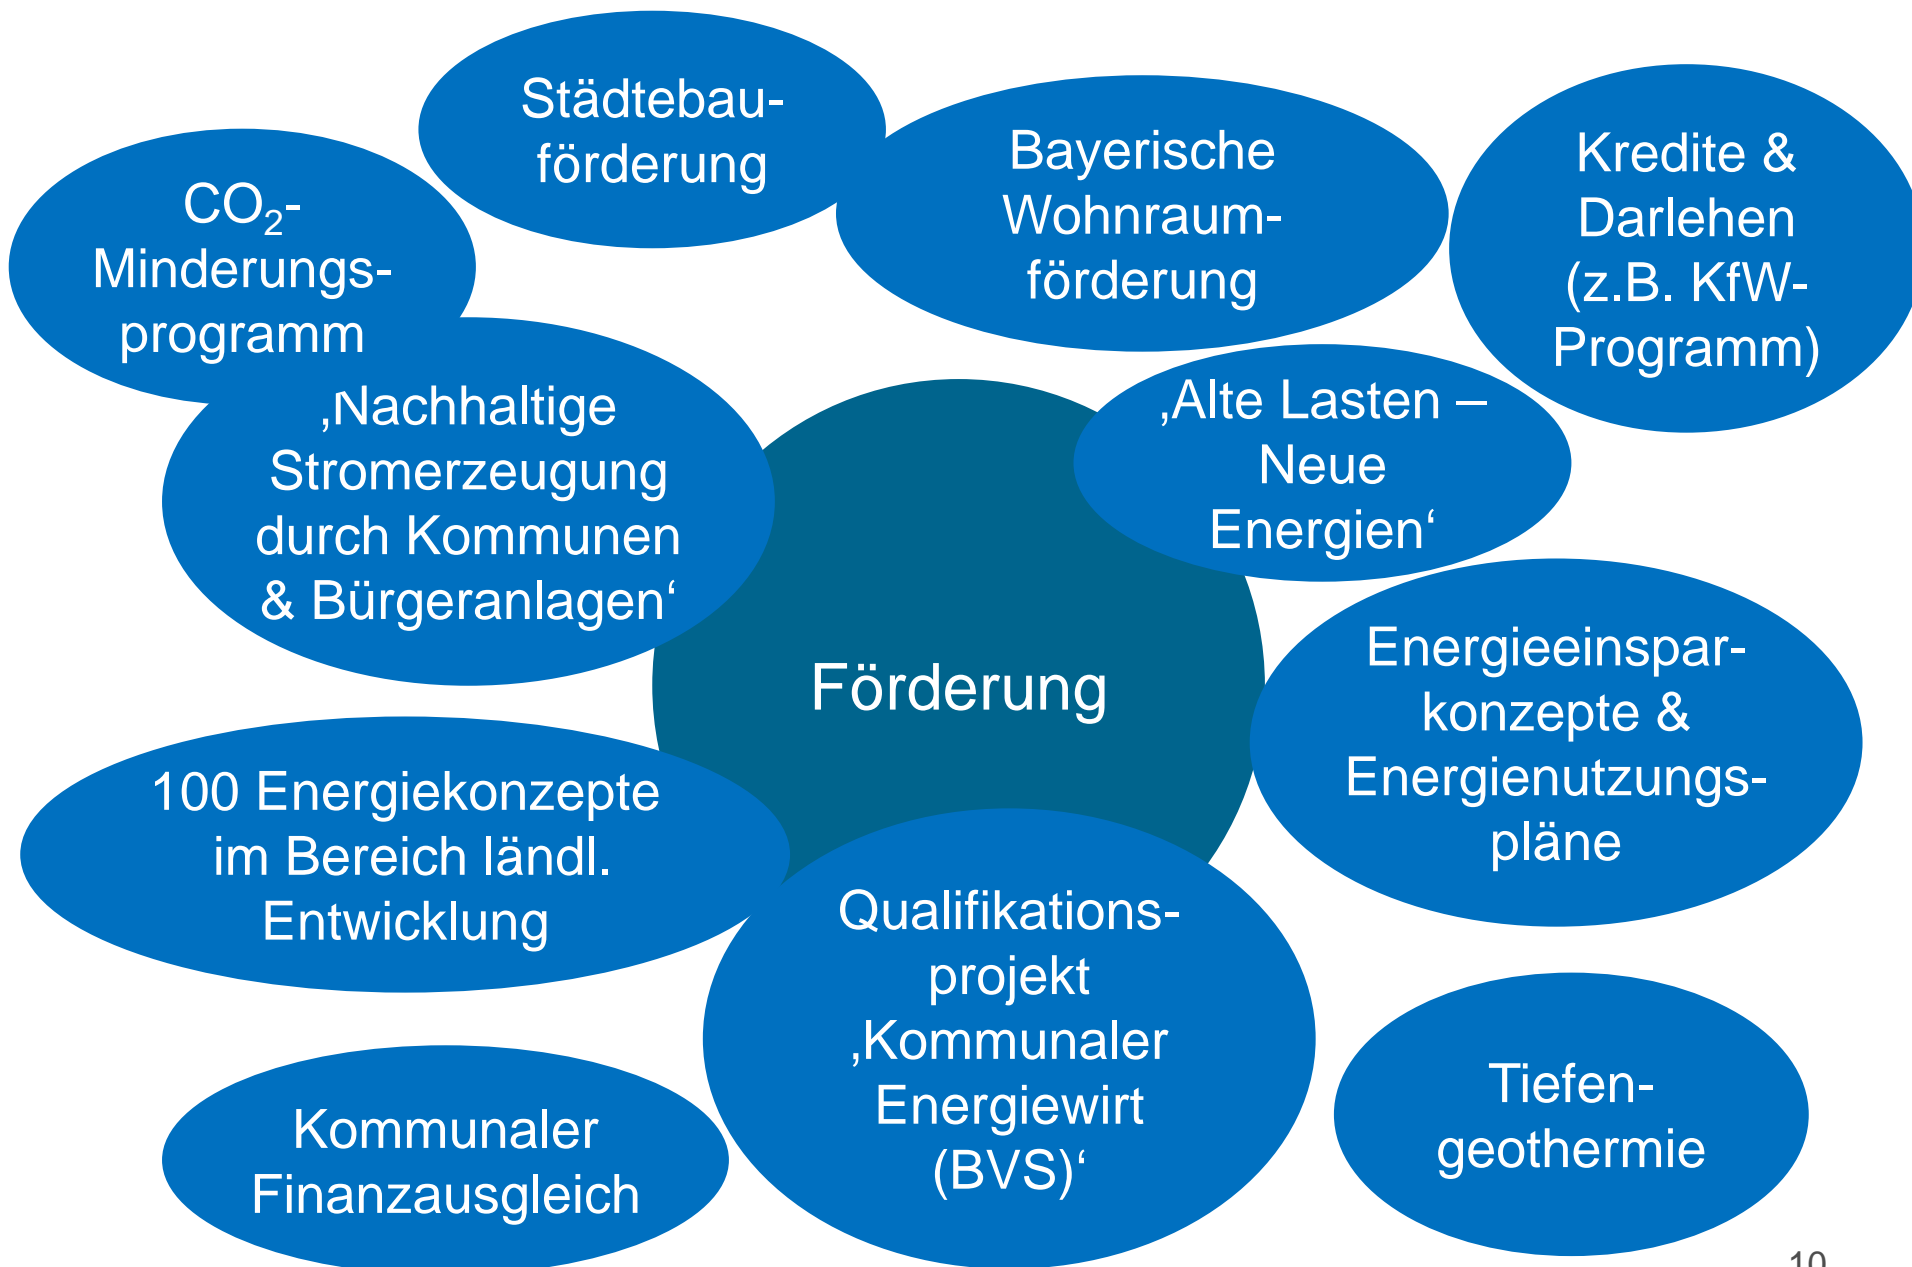 Städtebau-
förderung
Bayerische
Wohnraum-
förderung
Kredite &
Darlehen
(z.B. KfW-
Programm)
CO₂-
Minderungs-
programm
‚Nachhaltige
Stromerzeugung
durch Kommunen
& Bürgeranlagen‘
‚Alte Lasten –
Neue
Energien‘
Förderung
Energieeinspar-
konzepte &
Energienutzungs-
pläne
100 Energiekonzepte
im Bereich ländl.
Entwicklung
Qualifikations-
projekt
‚Kommunaler
Energiewirt
(BVS)‘
Kommunaler
Finanzausgleich
Tiefen-
geothermie
10